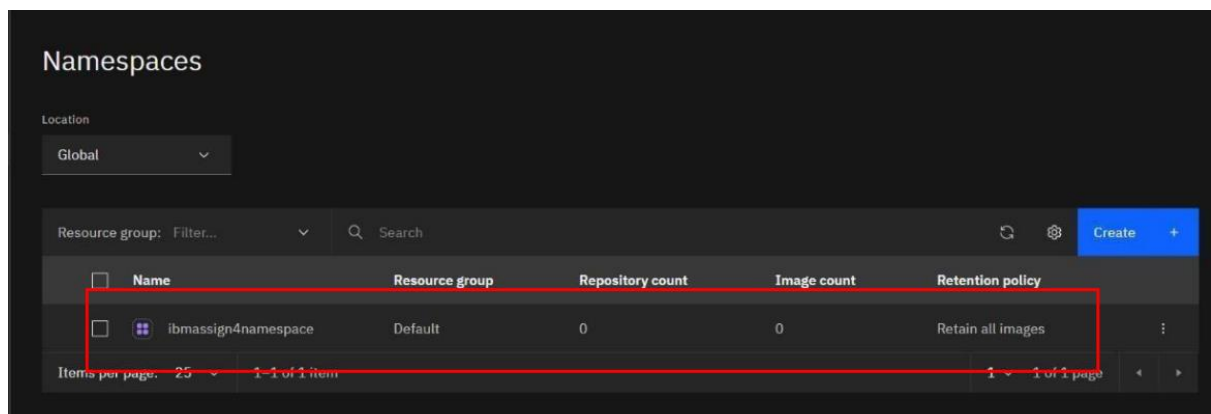 Namespaces
Location
Global
Resource group: Filter... Search Create +
Name Resource group Repository count Image count Retention policy
ibmassign4namespace Default 0 0 Retain all images
Items per page: 25 1–1 of 1 item 1 1 of 1 page